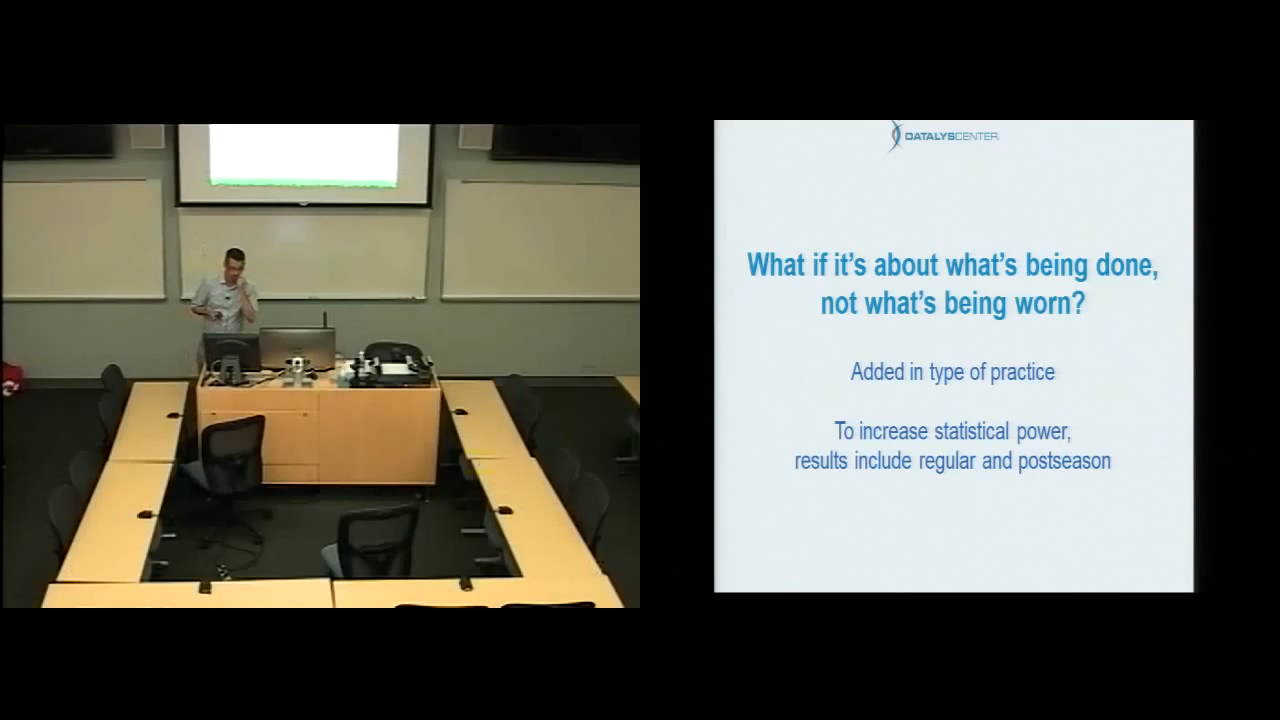 DATALYSCENTER
What if it's about what's being done,
not what's being worn?
Added in type of practice
To increase statistical power,
results include regular and postseason